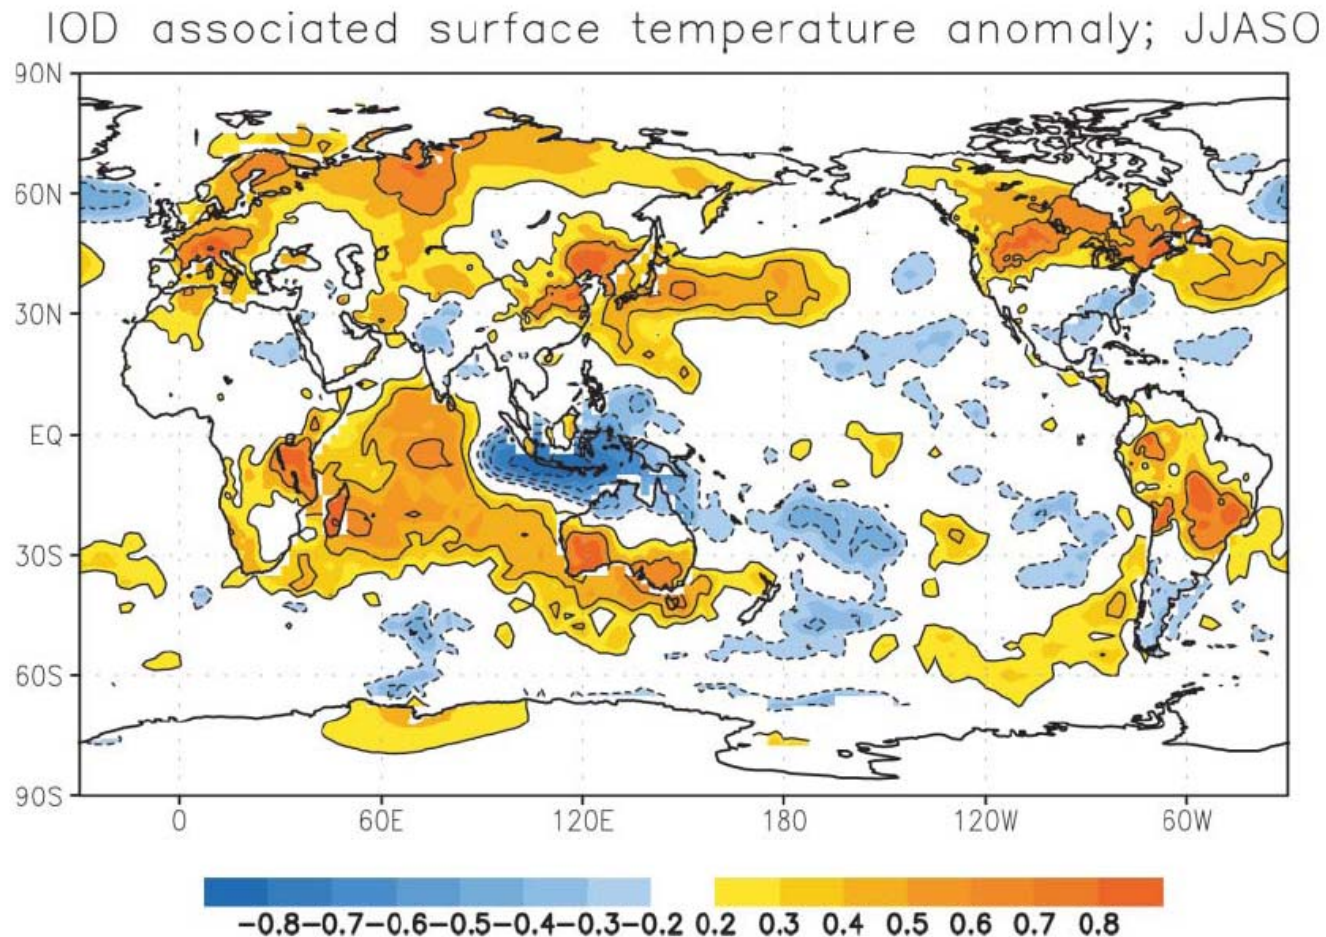 IOD associated surface temperature anomaly; JJASO
90N
60N
30N
EQ
30S
60S
90S
0 60E 120E 180 120W 60W
-0.8-0.7-0.6-0.5-0.4-0.3-0.2 0.2 0.3 0.4 0.5 0.6 0.7 0.8